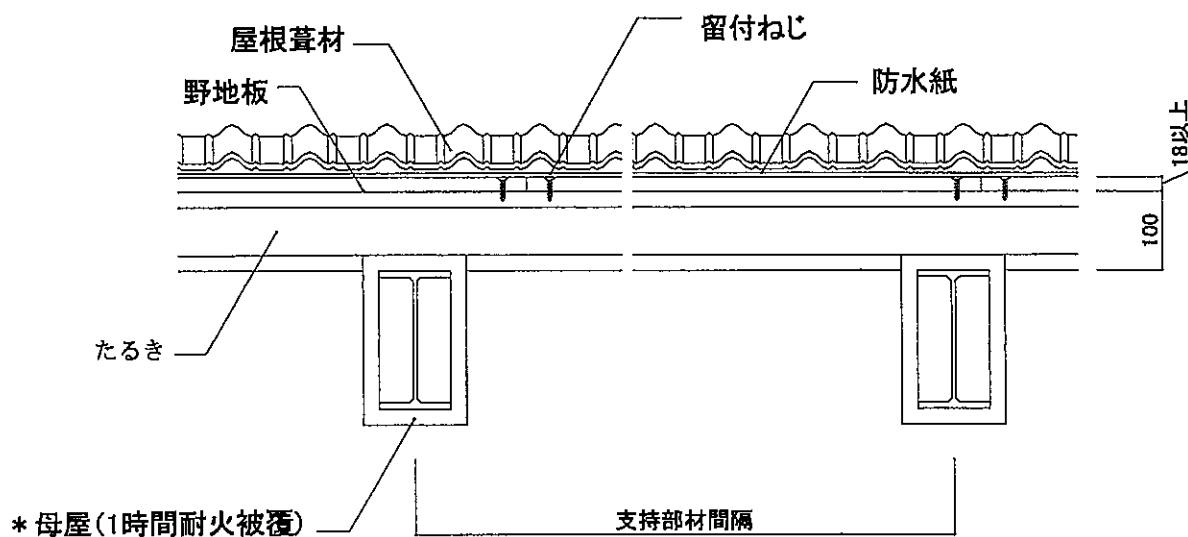 留付ねじ
屋根葺材
防水紙
野地板
18以上
100
たるき
＊母屋(1時間耐火被覆)
支持部材間隔